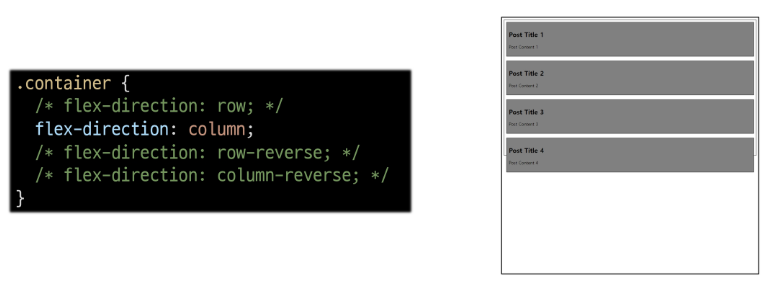 .container {
/* flex-direction: row; */
flex-direction: column;
/* flex-direction: row-reverse; */
/* flex-direction: column-reverse; */
}
Post Title 1
Post Content 1
Post Title 2
Post Content 2
Post Title 3
Post Content 3
Post Title 4
Post Content 4